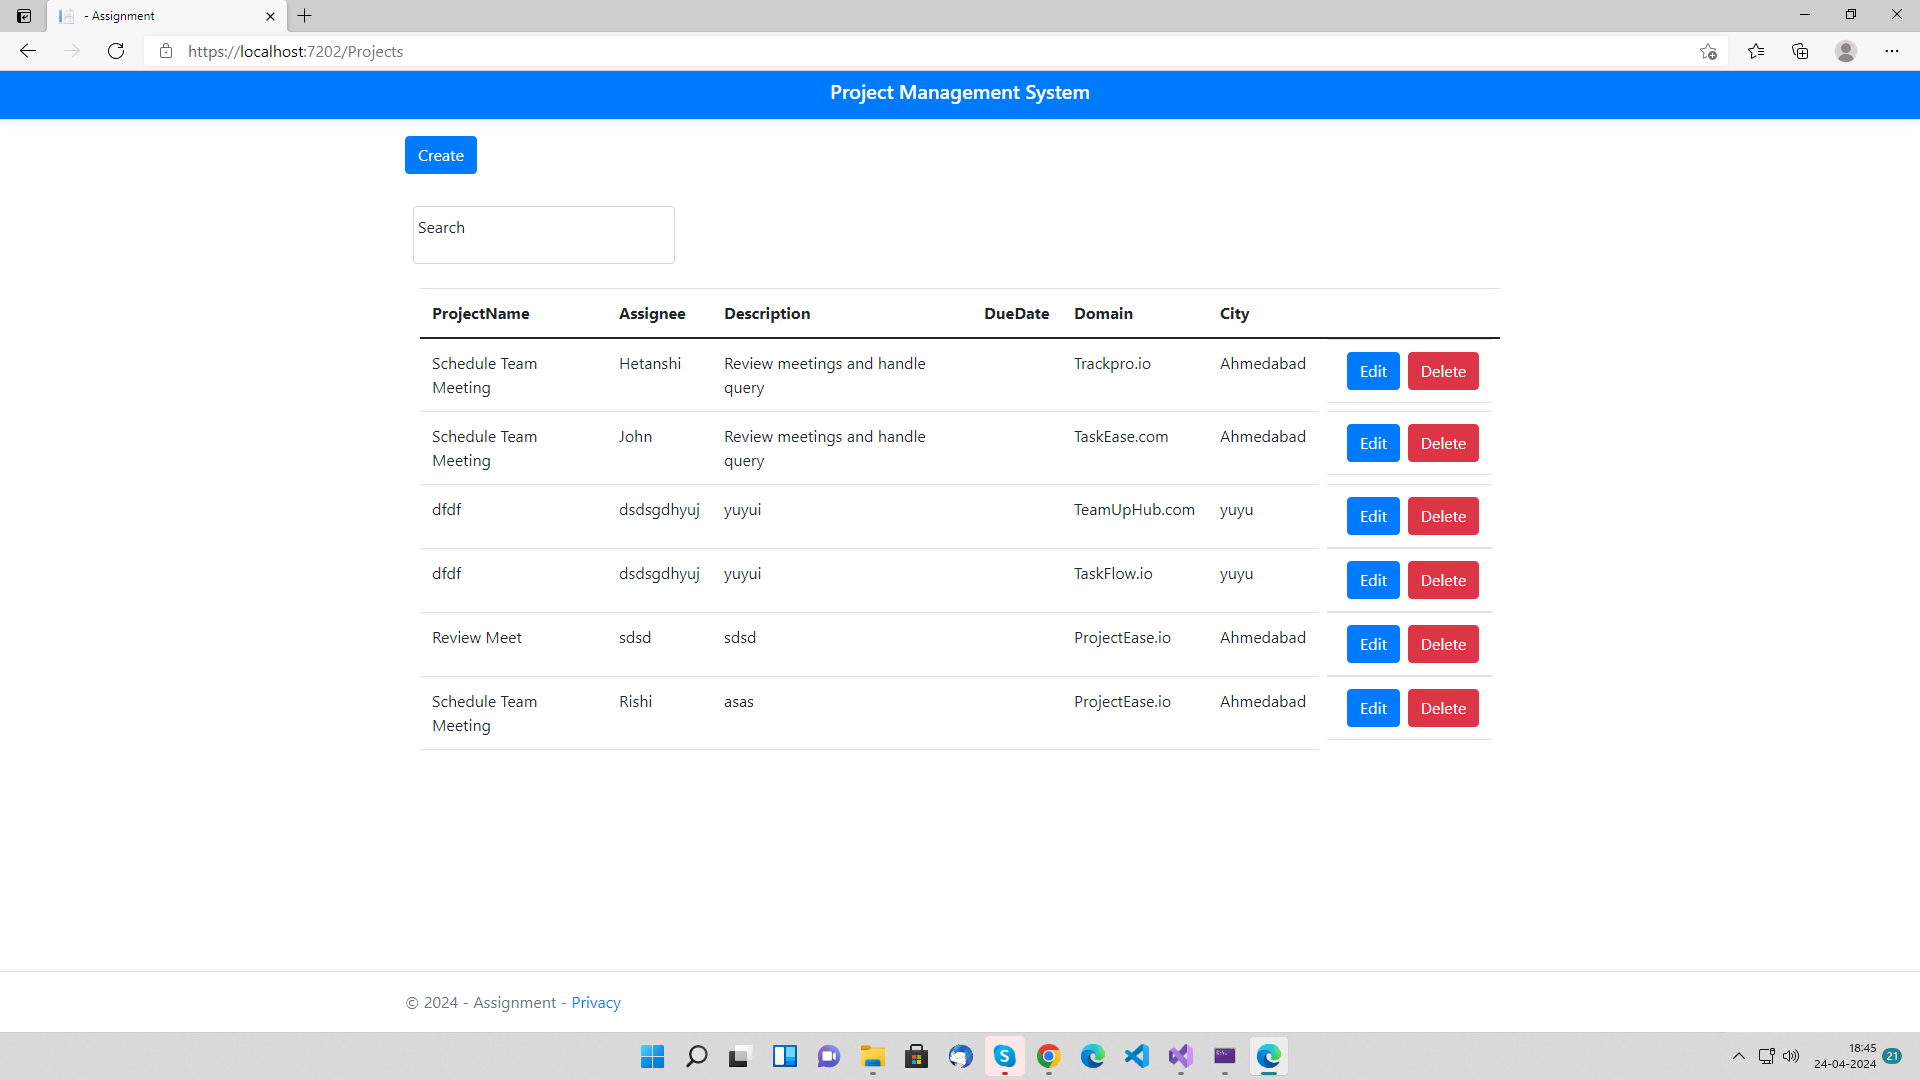 - Assignment
https://localhost:7202/Projects
Project Management System
Create
Search
ProjectName Assignee Description DueDate Domain City
Schedule Team Hetanshi Review meetings and handle Trackpro.io Ahmedabad Edit Delete
Meeting query
Schedule Team John Review meetings and handle TaskEase.com Ahmedabad Edit Delete
Meeting query
dfdf dsdsgdhyuj yuyui TeamUpHub.com yuyu Edit Delete
dfdf dsdsgdhyuj yuyui TaskFlow.io yuyu Edit Delete
Review Meet sdsd sdsd ProjectEase.io Ahmedabad Edit Delete
Schedule Team Rishi asas ProjectEase.io Ahmedabad Edit Delete
Meeting
© 2024 - Assignment - Privacy
18:45
24-04-2024 21